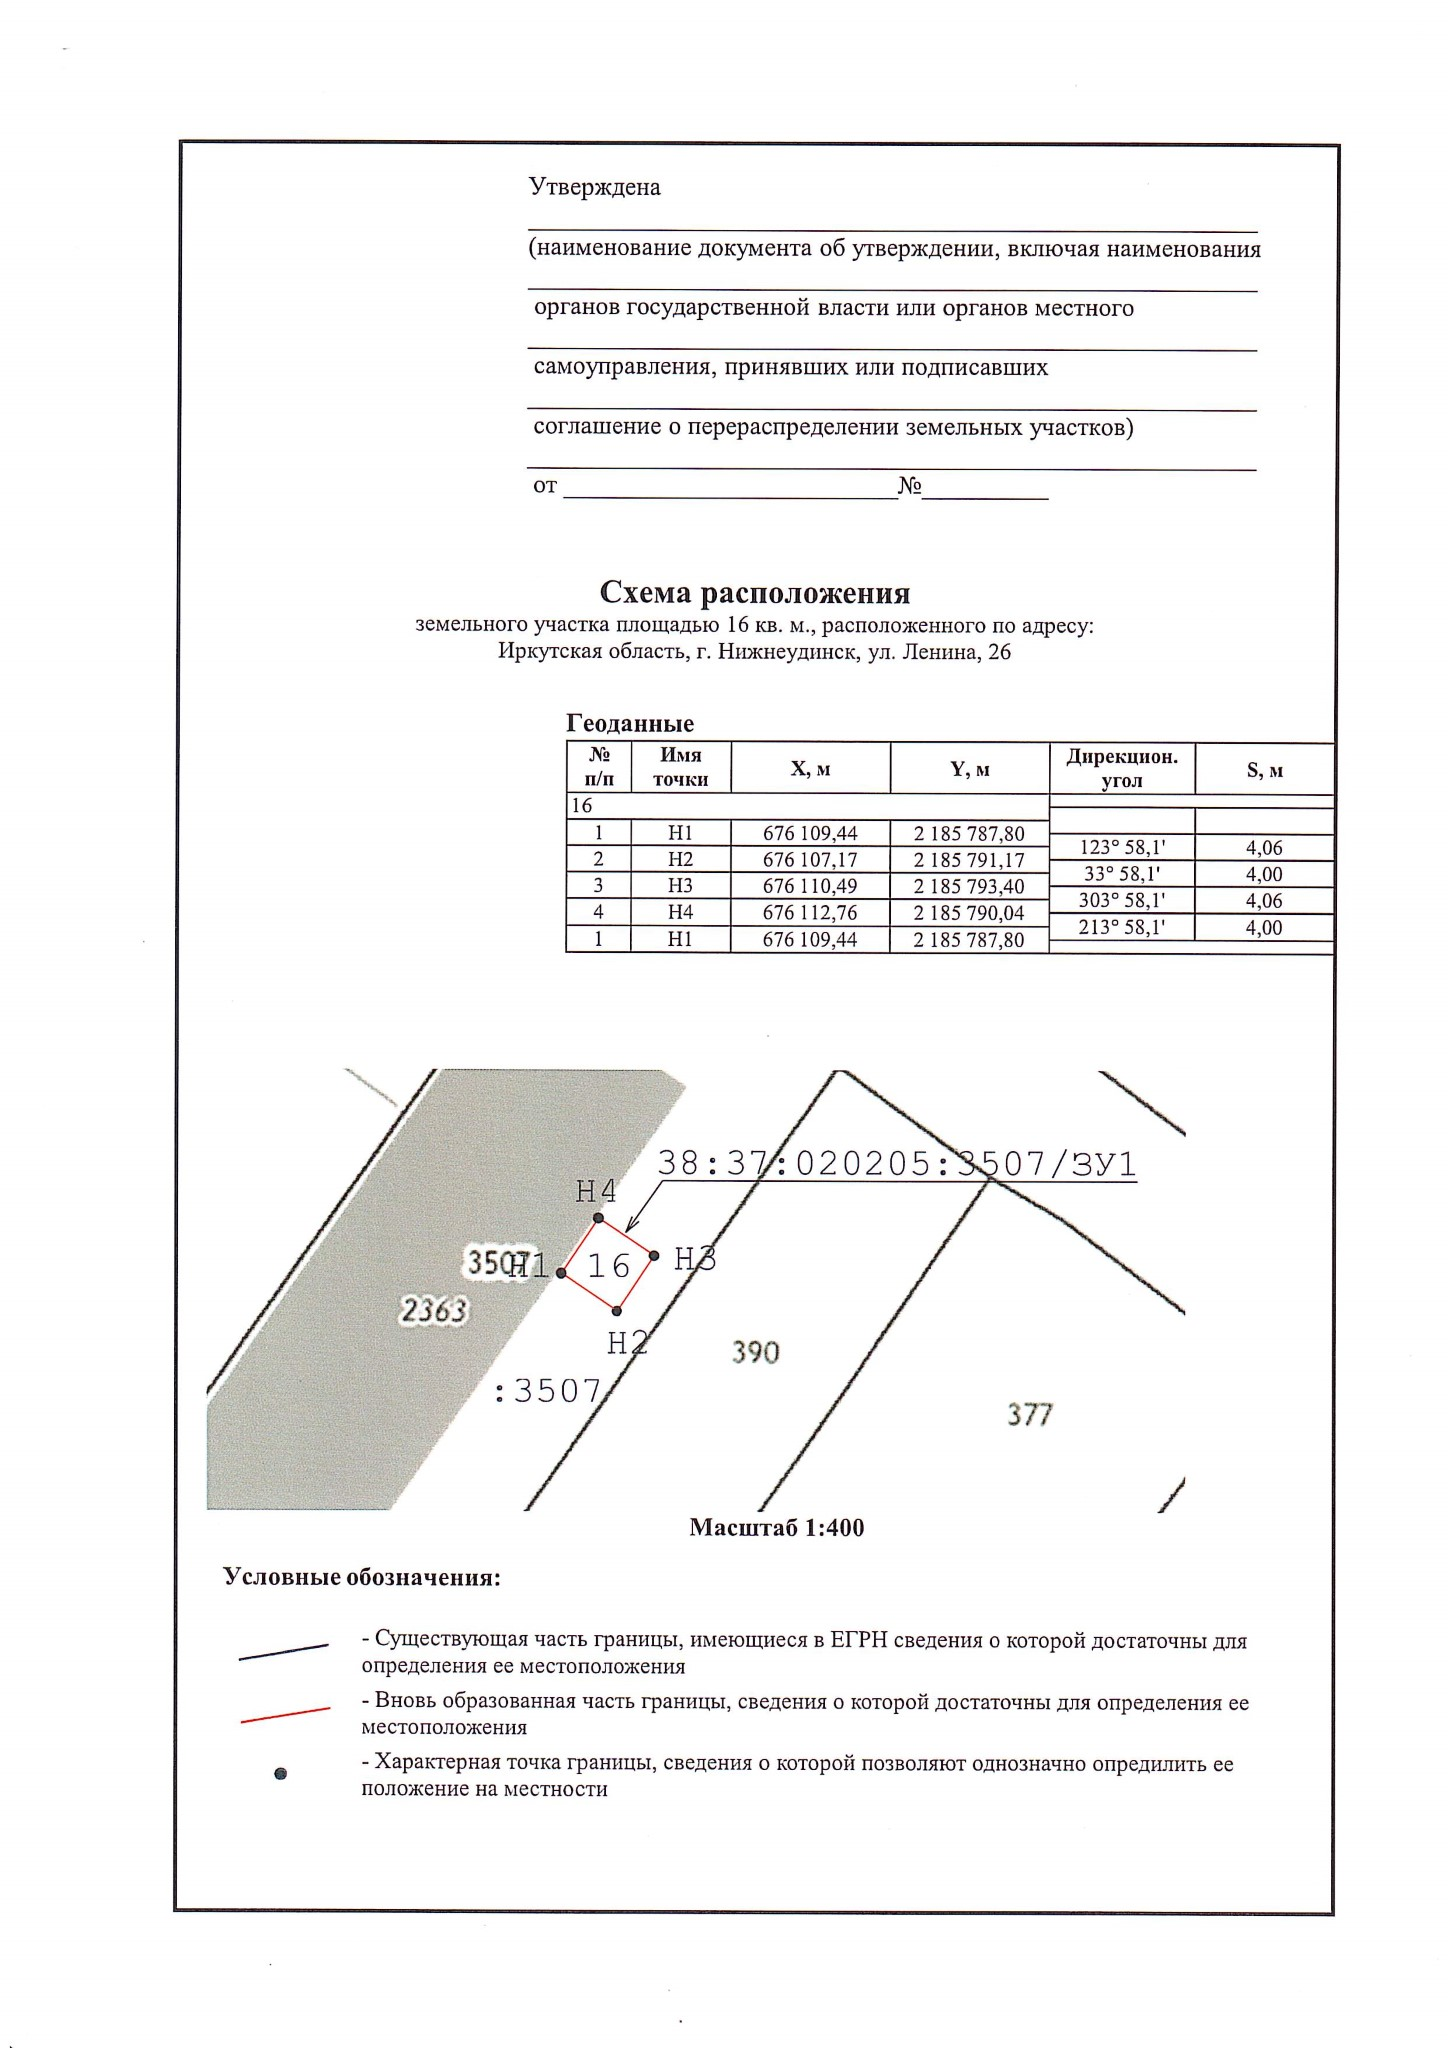 Утверждена
(наименование документа об утверждении, включая наименования
органов государственной власти или органов местного
самоуправления, принявших или подписавших
соглашение о перераспределении земельных участков)
от №
Схема расположения
земельного участка площадью 16 кв. м., расположенного по адресу:
Иркутская область, г. Нижнеудинск, ул. Ленина, 26
Геоданные
№ п/п Имя точки X, м Y, м Дирекцион. угол S, м
16
1 Н1 676 109,44 2 185 787,80
123° 58,1' 4,06
2 Н2 676 107,17 2 185 791,17
33° 58,1' 4,00
3 Н3 676 110,49 2 185 793,40
303° 58,1' 4,06
4 Н4 676 112,76 2 185 790,04
213° 58,1' 4,00
1 Н1 676 109,44 2 185 787,80
38:37:020205:3507/ЗУ1
Н4
3507 Н1 16 Н3
2363
Н2
390
:3507
377
Масштаб 1:400
Условные обозначения:
- Существующая часть границы, имеющиеся в ЕГРН сведения о которой достаточны для
определения ее местоположения
- Вновь образованная часть границы, сведения о которой достаточны для определения ее
местоположения
- Характерная точка границы, сведения о которой позволяют однозначно опредилить ее
положение на местности